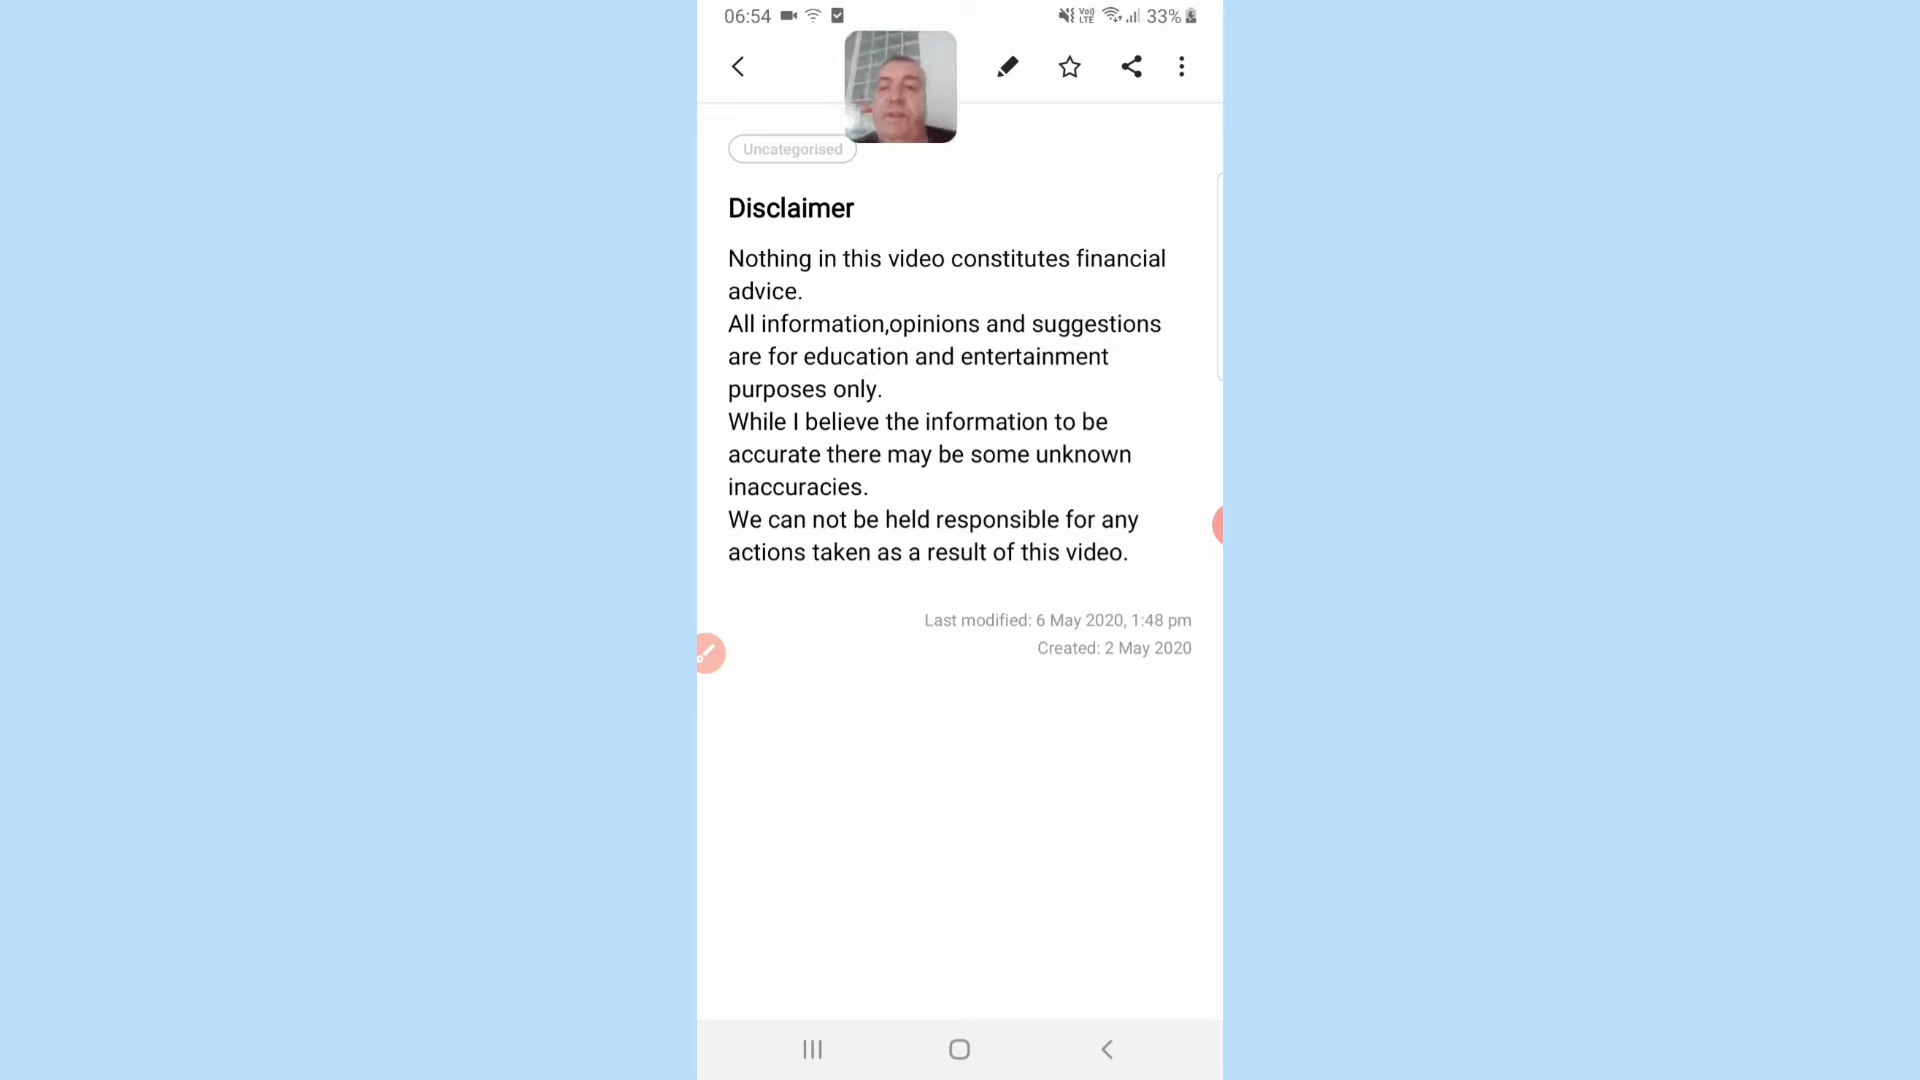 06:54 33%
Uncategorised
Disclaimer
Nothing in this video constitutes financial
advice.
All information,opinions and suggestions
are for education and entertainment
purposes only.
While I believe the information to be
accurate there may be some unknown
inaccuracies.
We can not be held responsible for any
actions taken as a result of this video.
Last modified: 6 May 2020, 1:48 pm
Created: 2 May 2020